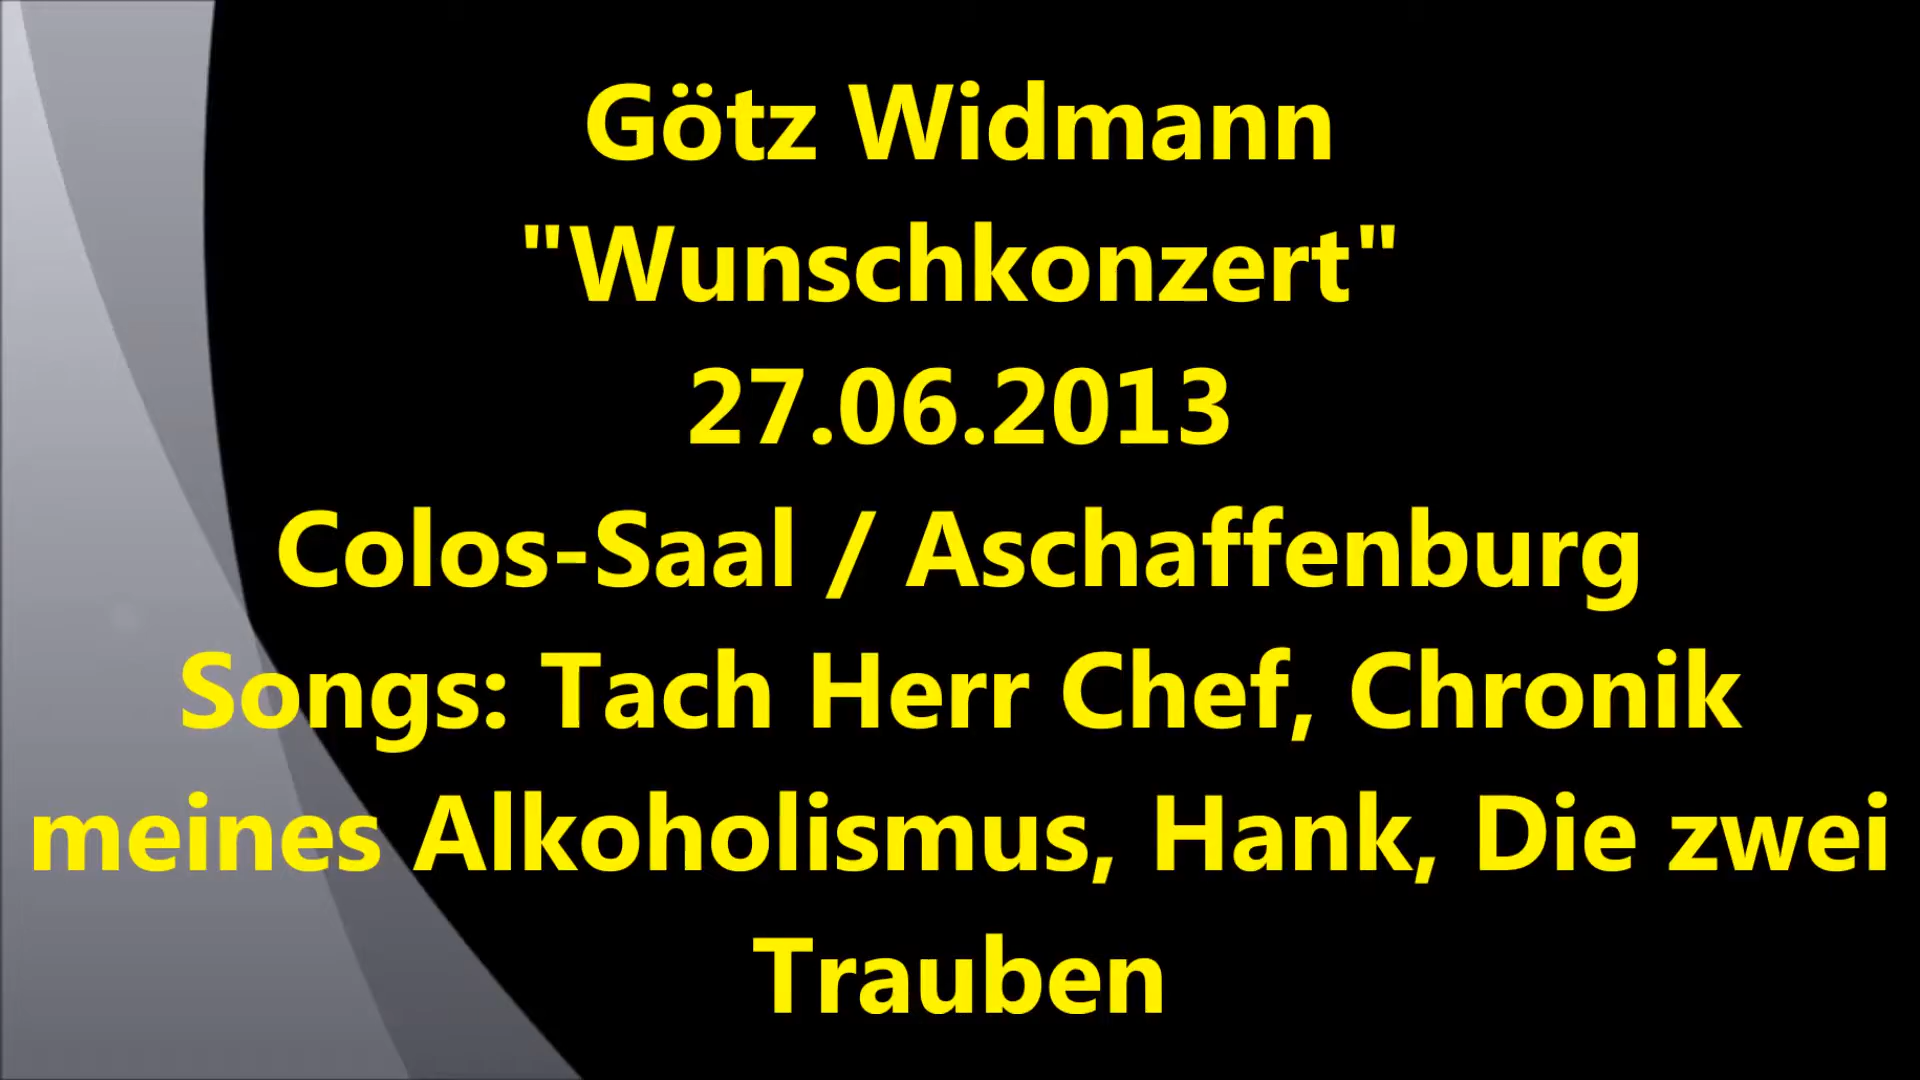 Götz Widmann
"Wunschkonzert"
27.06.2013
Colos-Saal / Aschaffenburg
Songs: Tach Herr Chef, Chronik
meines Alkoholismus, Hank, Die zwei
Trauben